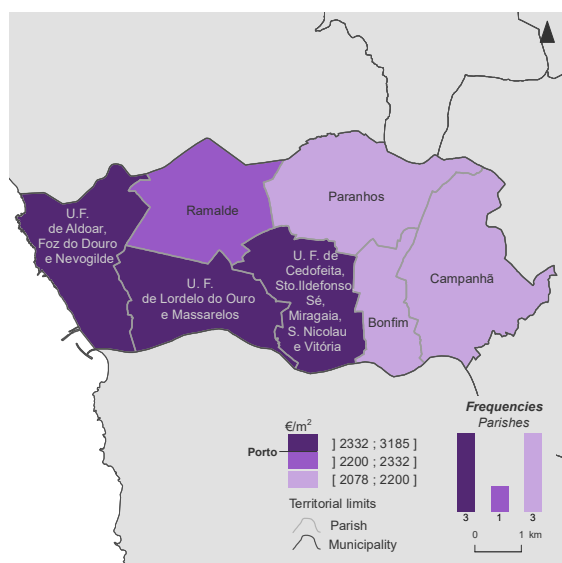 U.F.
de Aldoar,
Foz do Douro
e Nevogilde
Ramalde
Paranhos
U. F.
de Lordelo do Ouro
e Massarelos
U. F. de
Cedofeita,
Sto.Ildefonso,
Sé,
Miragaia,
S. Nicolau
e Vitória
Bonfim
Campanhã
€/m²
Porto
] 2332 ; 3185 ]
] 2200 ; 2332 ]
[ 2078 ; 2200 ]
Territorial limits
Parish
Municipality
Frequencies
Parishes
3 1 3
0 1 km